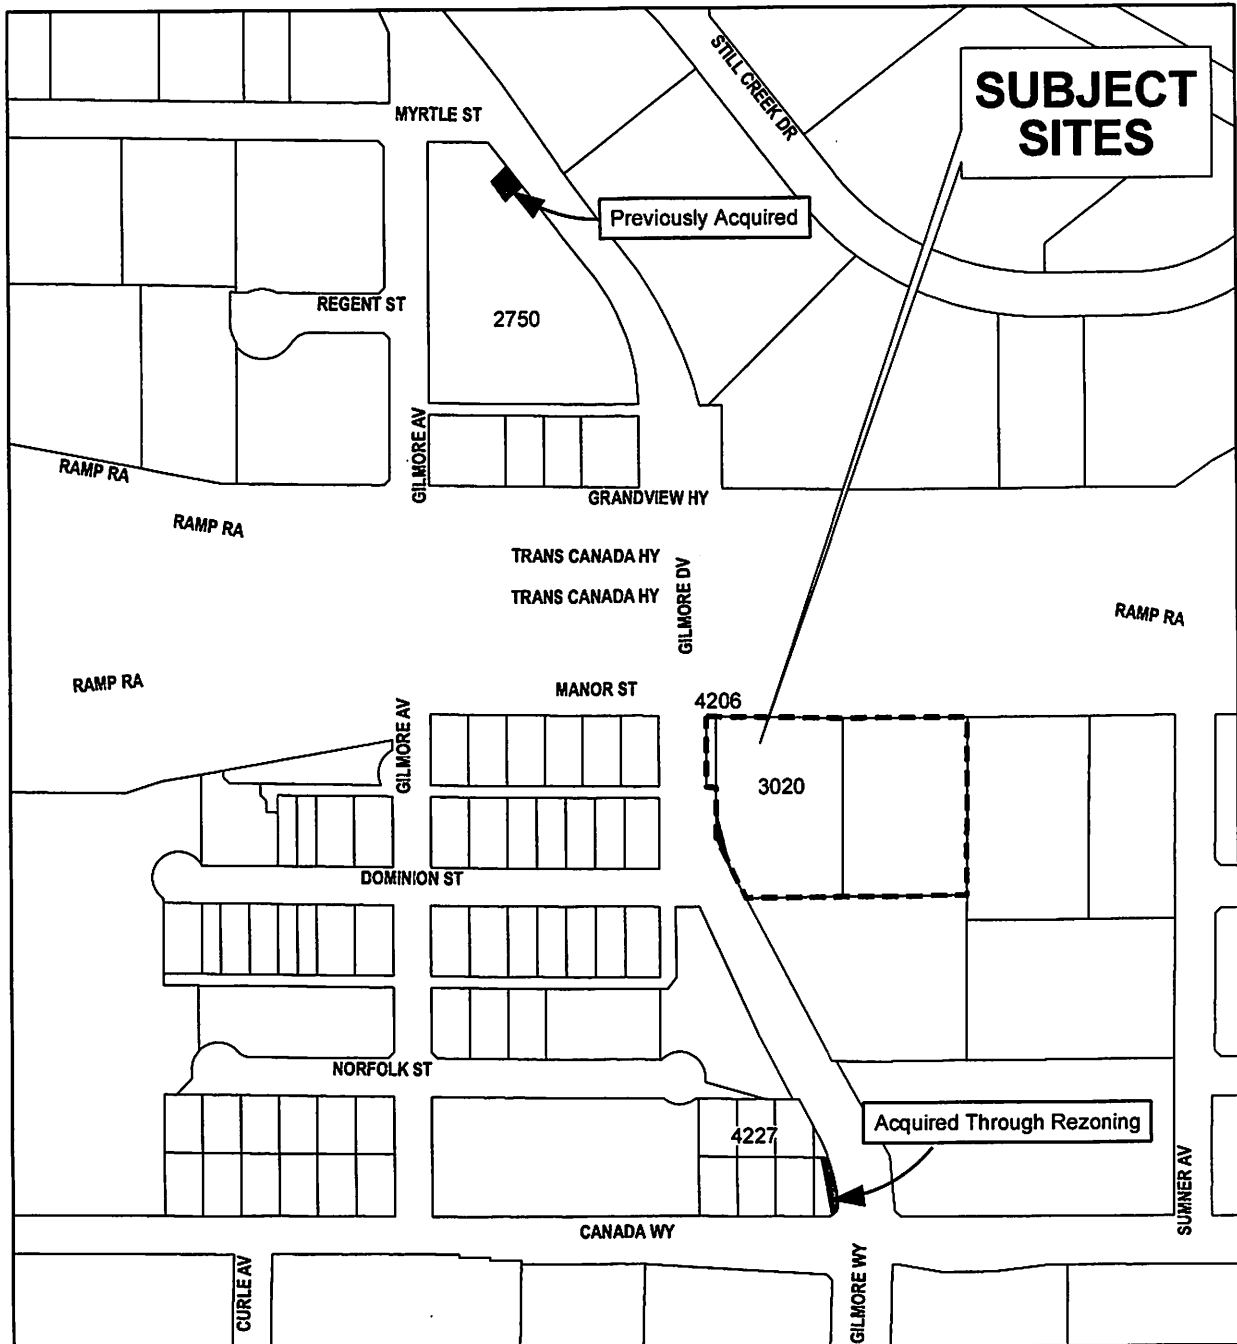 STILL CREEK DR
SUBJECT
SITES
MYRTLE ST
Previously Acquired
REGENT ST
2750
GILMORE AV
RAMP RA
GRANDVIEW HY
RAMP RA
TRANS CANADA HY
GILMORE DV
TRANS CANADA HY
RAMP RA
RAMP RA
MANOR ST
4206
GILMORE AV
3020
DOMINION ST
NORFOLK ST
Acquired Through Rezoning
4227
SUMNER AV
CANADA WY
CURLE AV
GILMORE WY